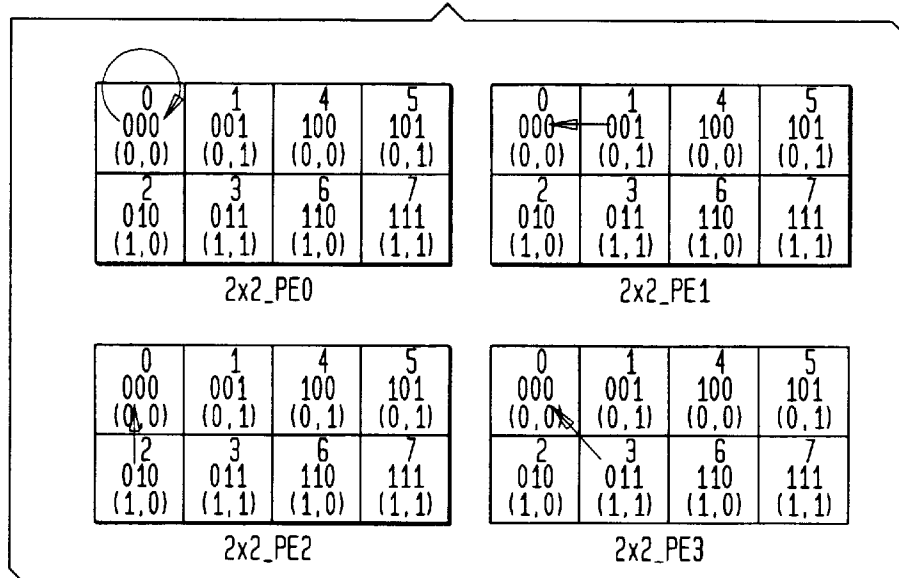 0 1 4 5
000 001 100 101
(0,0) (0,1) (0,0) (0,1)
2 3 6 7
010 011 110 111
(1,0) (1,1) (1,0) (1,1)
2x2_PE0
0 1 4 5
000 001 100 101
(0,0) (0,1) (0,0) (0,1)
2 3 6 7
010 011 110 111
(1,0) (1,1) (1,0) (1,1)
2x2_PE1
0 1 4 5
000 001 100 101
(0,0) (0,1) (0,1) (0,1)
2 3 6 7
010 011 110 111
(1,0) (1,1) (1,0) (1,1)
2x2_PE2
0 1 4 5
000 001 100 101
(0,0) (0,1) (0,0) (0,1)
2 3 6 7
010 011 110 111
(1,0) (1,1) (1,0) (1,1)
2x2_PE3